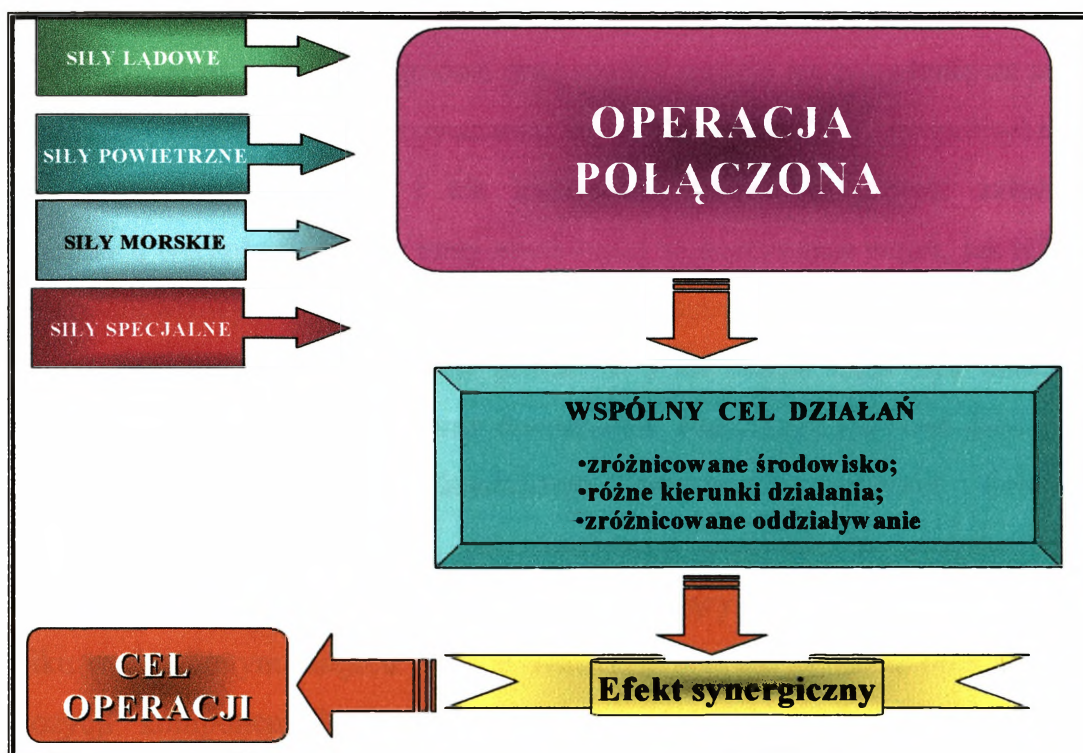 SIŁY LĄDOWE
SIŁY POWIETRZNE
SIŁY MORSKIE
SIŁY SPECJALNE
OPERACJA
POŁĄCZONA
WSPÓLNY CEL DZIAŁAŃ
•zróżnicowane środowisko;
•różne kierunki działania;
•zróżnicowane oddziaływanie
Efekt synergiczny
CEL
OPERACJI